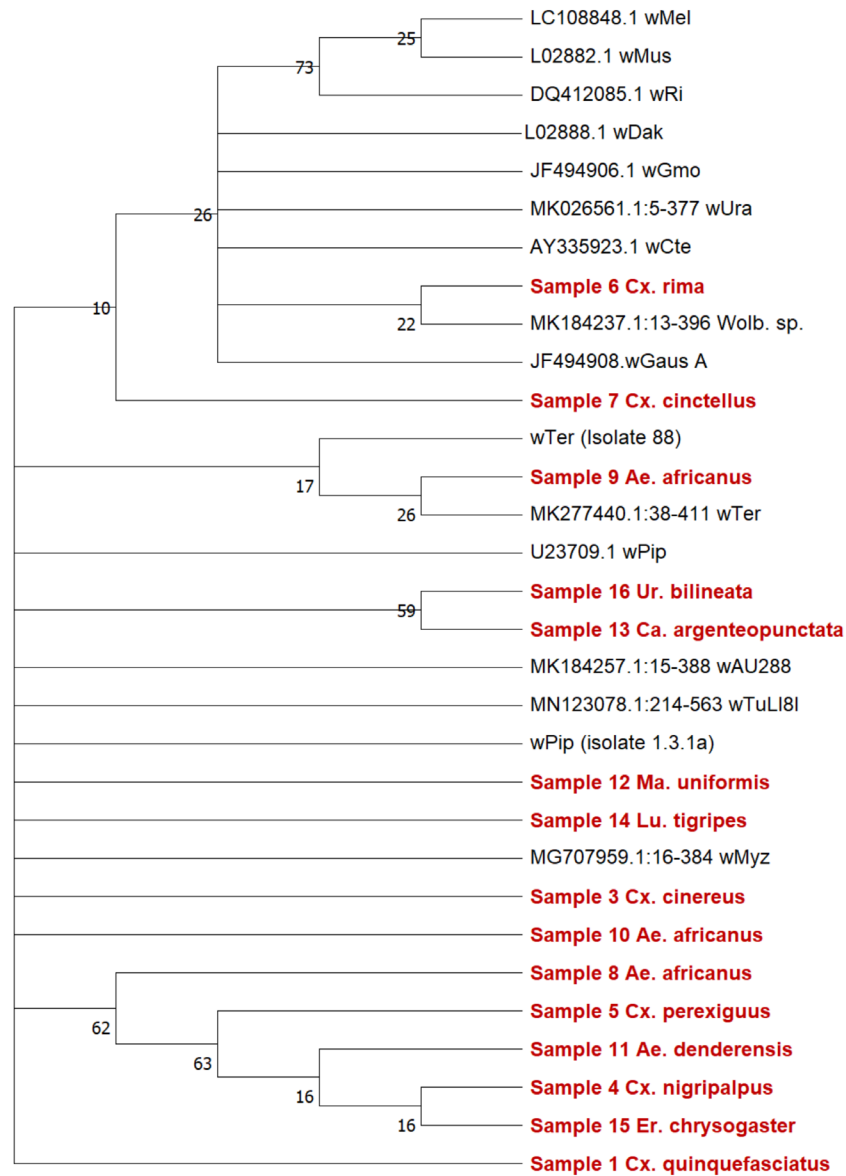 LC108848.1 wMel
25
L02882.1 wMus
73
DQ412085.1 wRi
L02888.1 wDak
JF494906.1 wGmo
26
MK026561.1:5-377 wUra
AY335923.1 wCte
Sample 6 Cx. rima
10
22
MK184237.1:13-396 Wolb. sp.
JF494908.wGaus A
Sample 7 Cx. cinctellus
wTer (Isolate 88)
Sample 9 Ae. africanus
17
26
MK277440.1:38-411 wTer
U23709.1 wPip
Sample 16 Ur. bilineata
59
Sample 13 Ca. argenteopunctata
MK184257.1:15-388 wAU288
MN123078.1:214-563 wTuLI8I
wPip (isolate 1.3.1a)
Sample 12 Ma. uniformis
Sample 14 Lu. tigripes
MG707959.1:16-384 wMyz
Sample 3 Cx. cinereus
Sample 10 Ae. africanus
Sample 8 Ae. africanus
Sample 5 Cx. perexiguus
62
Sample 11 Ae. denderensis
63
Sample 4 Cx. nigripalpus
16
16
Sample 15 Er. chrysogaster
Sample 1 Cx. quinquefasciatus